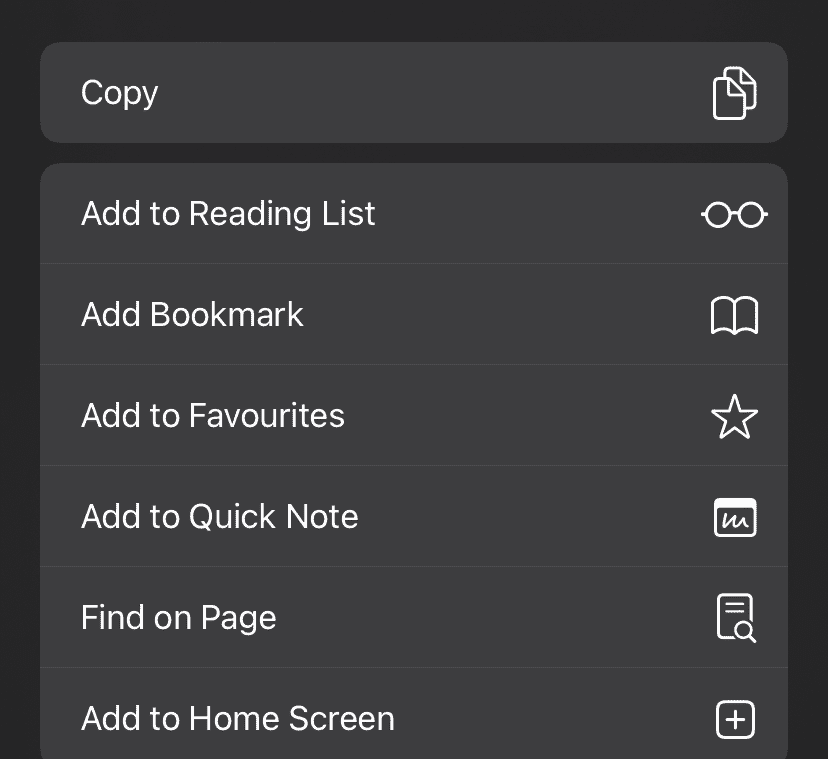 Copy
Add to Reading List
Add Bookmark
Add to Favourites
Add to Quick Note
Find on Page
Add to Home Screen